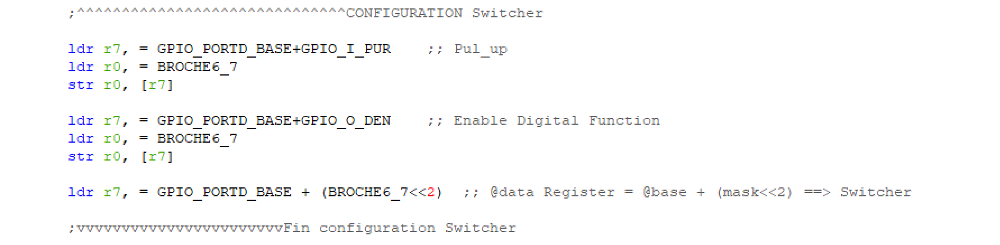 ;^^^^^^^^^^^^^^^^^^^^^^^^^^^^^^CONFIGURATION Switcher
ldr r7, = GPIO_PORTD_BASE+GPIO_I_PUR    ;; Pul_up
ldr r0, = BROCHE6_7
str r0, [r7]
ldr r7, = GPIO_PORTD_BASE+GPIO_O_DEN    ;; Enable Digital Function
ldr r0, = BROCHE6_7
str r0, [r7]
ldr r7, = GPIO_PORTD_BASE + (BROCHE6_7<<2)  ;; @data Register = @base + (mask<<2) ==> Switcher
;vvvvvvvvvvvvvvvvvvvvvvvFin configuration Switcher